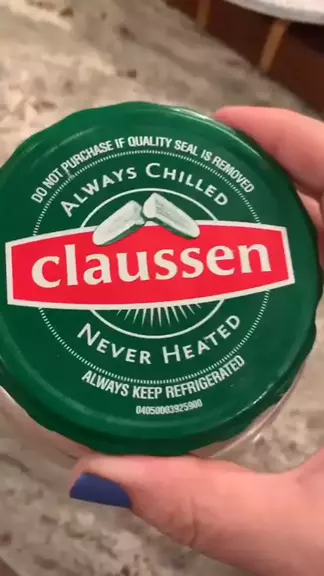 DO NOT PURCHASE IF QUALITY SEAL IS REMOVED
ALWAYS CHILLED
claussen
NEVER HEATED
ALWAYS KEEP REFRIGERATED
04050003925900